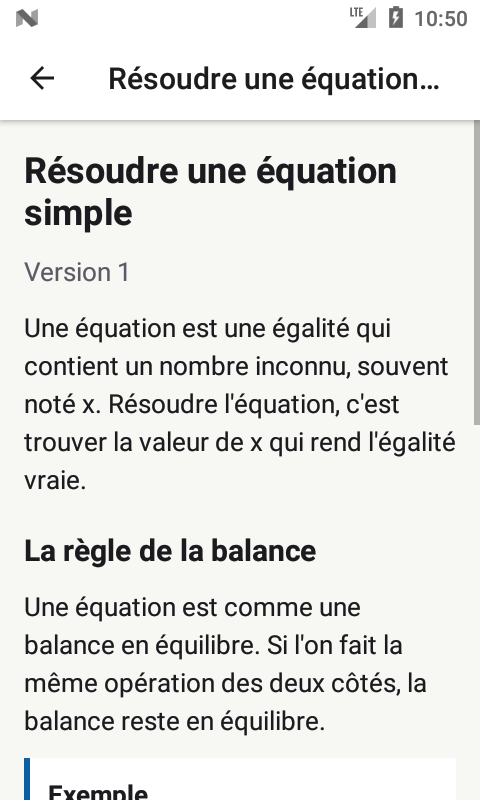 LTE 10:50
Résoudre une équation...
Résoudre une équation
simple
Version 1
Une équation est une égalité qui
contient un nombre inconnu, souvent
noté x. Résoudre l'équation, c'est
trouver la valeur de x qui rend l'égalité
vraie.
La règle de la balance
Une équation est comme une
balance en équilibre. Si l'on fait la
même opération des deux côtés, la
balance reste en équilibre.
Exemple